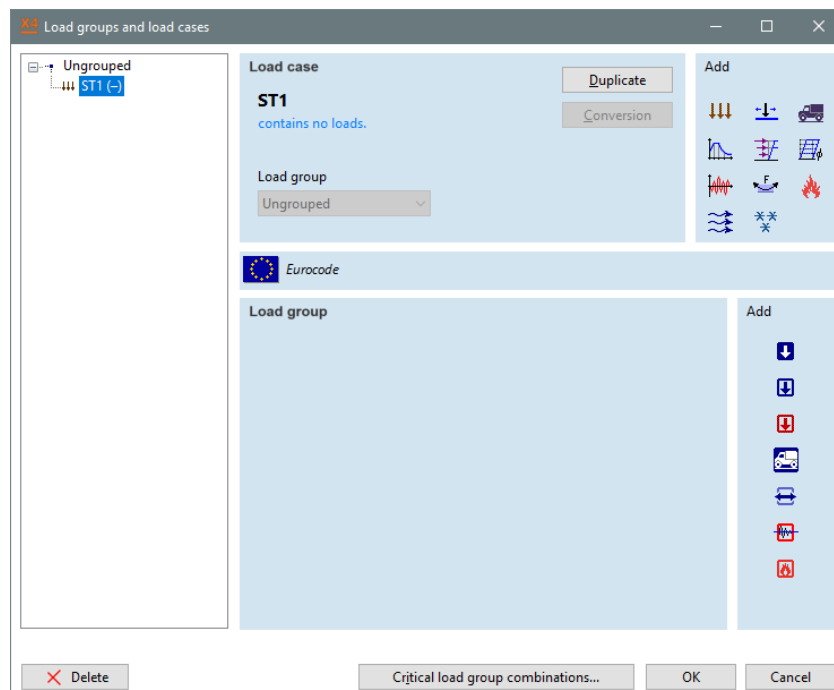 X4 Load groups and load cases
Ungrouped
ST1 (–)
Load case
ST1
contains no loads.
Duplicate
Conversion
Load group
Ungrouped
Add
F
ϕ
Eurocode
Load group
Add
Delete
Critical load group combinations...
OK
Cancel